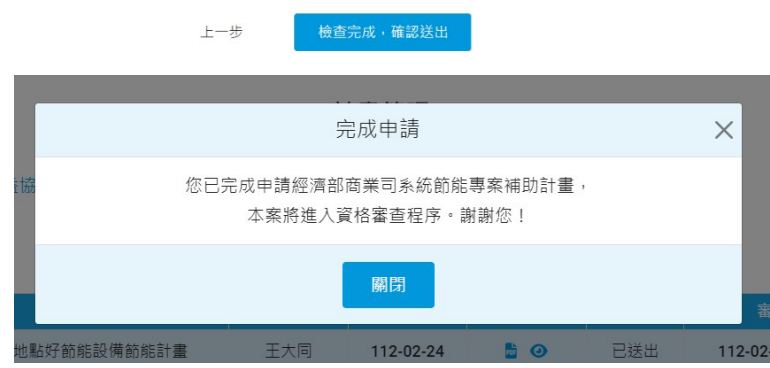 上一步
檢查完成，確認送出
完成申請
您已完成申請經濟部商業司系統節能專案補助計畫，
本案將進入資格審查程序。謝謝您！
關閉
地點好節能設備節能計畫 王大同 112-02-24 已送出 112-02-